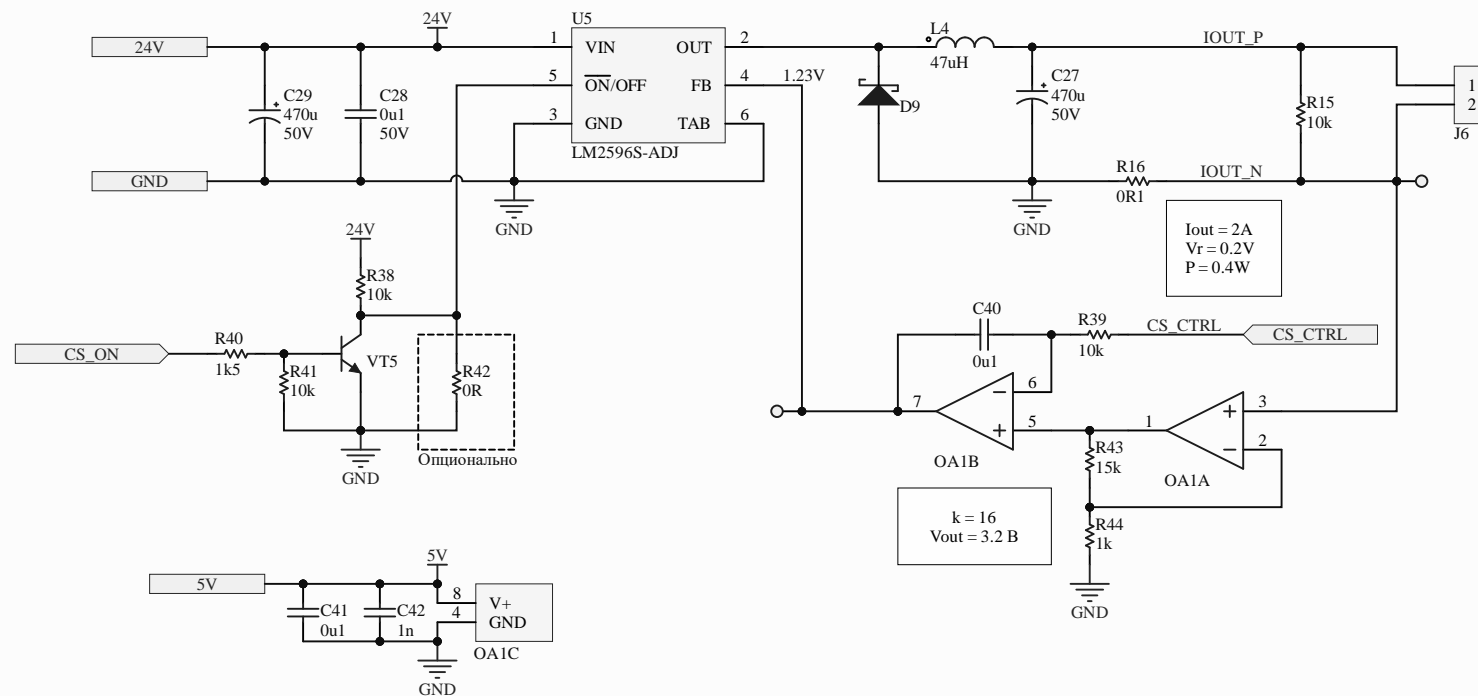 24V
U5
24V
1
VIN
OUT
2
L4
47uH
IOUT_P
5
ON/OFF
FB
4
1.23V
C29
470u
50V
C28
0u1
50V
3
GND
TAB
6
LM2596S-ADJ
D9
C27
470u
50V
R15
10k
1
2
J6
GND
GND
R16
0R1
IOUT_N
GND
Iout = 2A
Vr = 0.2V
P = 0.4W
24V
R38
10k
CS_ON
R40
1k5
R41
10k
VT5
R42
0R
Опционально
GND
C40
0u1
R39
10k
CS_CTRL
CS_CTRL
7
6
5
OA1B
1
3
2
OA1A
R43
15k
R44
1k
GND
k = 16
Vout = 3.2 В
5V
5V
C41
0u1
C42
1n
8
4
V+
GND
OA1C
GND